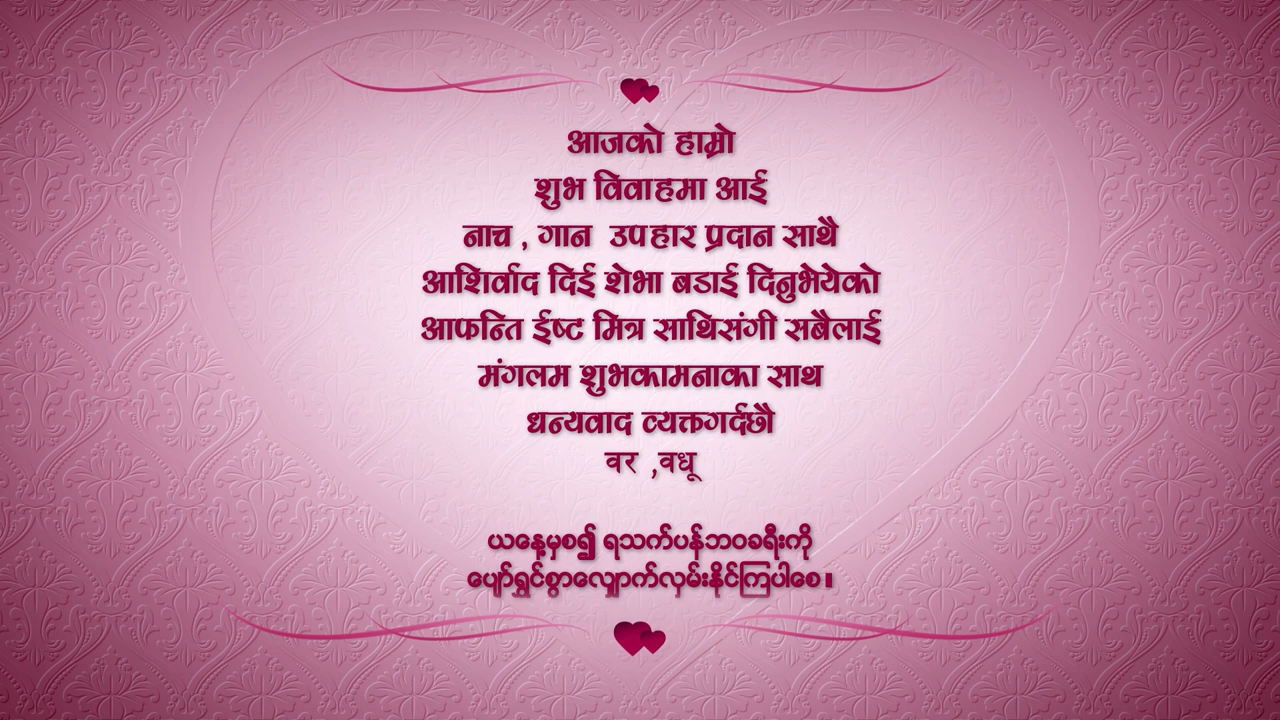 आजको हाम्रो
शुभ विवाहमा आई
नाच , गान उपहार प्रदान साथै
आशिर्वाद दिई शेभा बडाई दिनुभेयेको
आफन्ति ईष्ट मित्र साथिसंगी सबैलाई
मंगलम शुभकामनाका साथ
धन्यवाद व्यक्तगर्दछौ
वर ,वधू
ယနေ့မှစ၍ ရသက်ပန်ဘဝခရီးကို
ပျော်ရွှင်စွာလျှောက်လှမ်းနိုင်ကြပါစေ။